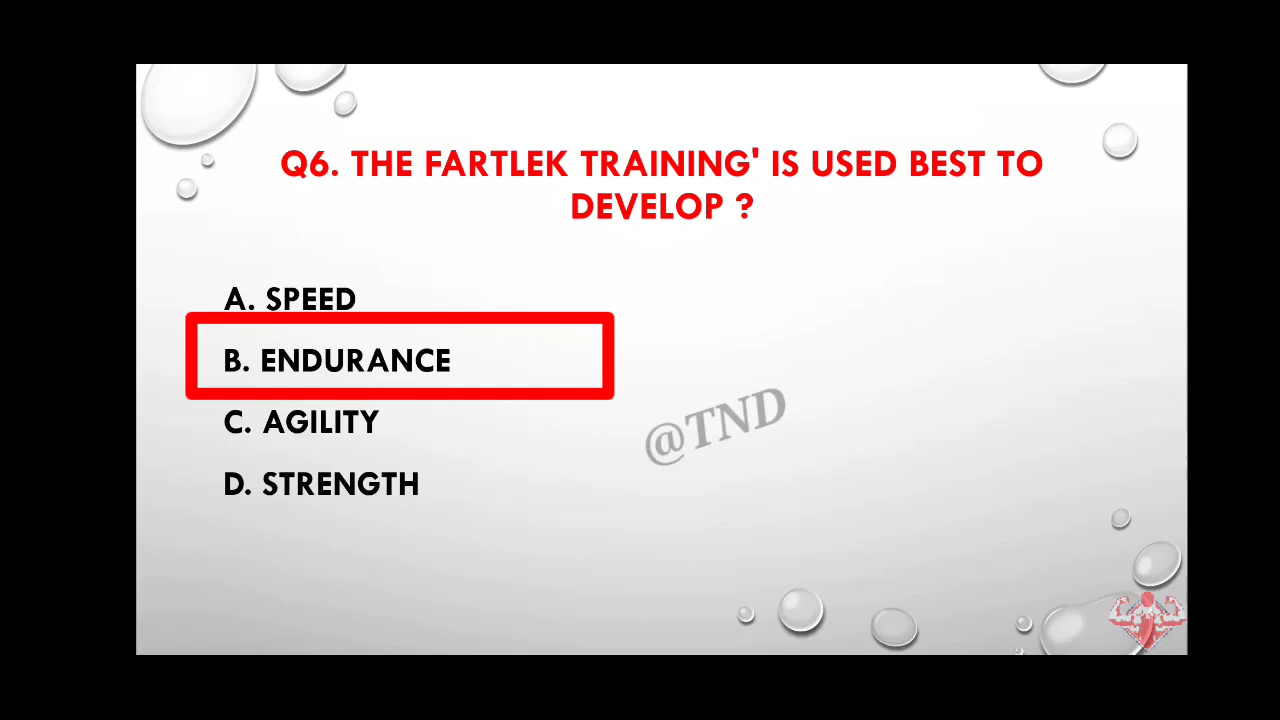 Q6. THE FARTLEK TRAINING' IS USED BEST TO
DEVELOP ?
A. SPEED
B. ENDURANCE
C. AGILITY
D. STRENGTH
@TND